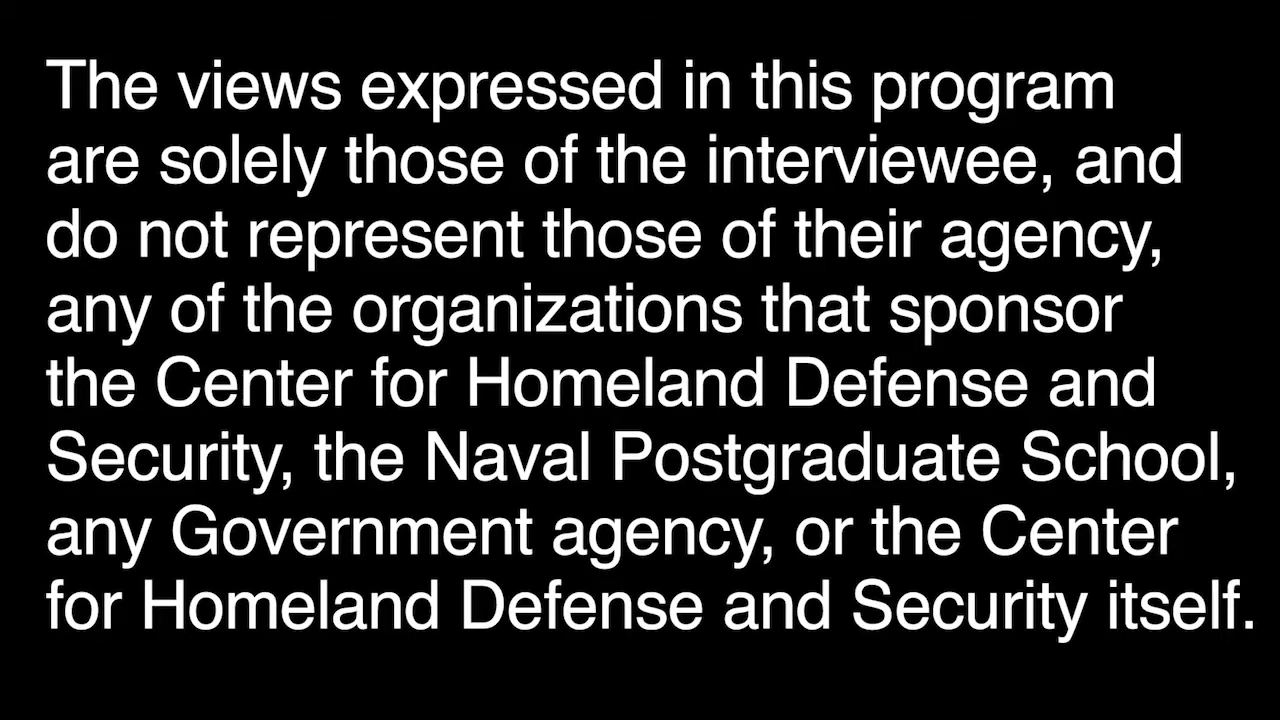 The views expressed in this program
are solely those of the interviewee, and
do not represent those of their agency,
any of the organizations that sponsor
the Center for Homeland Defense and
Security, the Naval Postgraduate School,
any Government agency, or the Center
for Homeland Defense and Security itself.